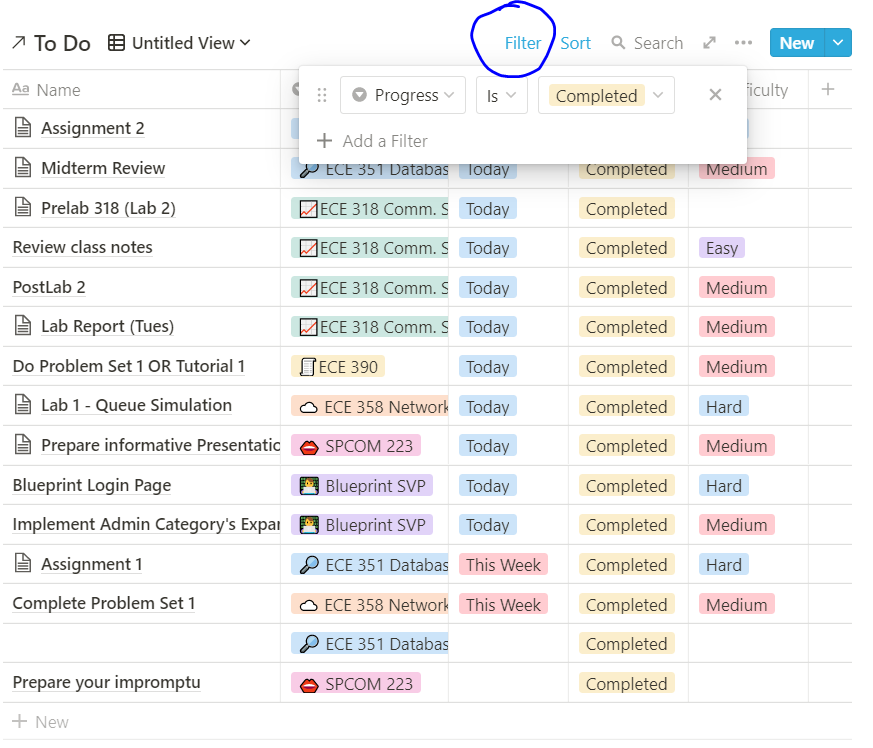 To Do Untitled View Filter Sort Search New
Aa Name ficulty
Progress Is Completed
Add a Filter
Assignment 2
Midterm Review ECE 351 Databas Today Completed Medium
Prelab 318 (Lab 2) ECE 318 Comm. S Today Completed
Review class notes ECE 318 Comm. S Today Completed Easy
PostLab 2 ECE 318 Comm. S Today Completed Medium
Lab Report (Tues) ECE 318 Comm. S Today Completed Medium
Do Problem Set 1 OR Tutorial 1 ECE 390 Today Completed Medium
Lab 1 - Queue Simulation ECE 358 Network Today Completed Hard
Prepare informative Presentatio SPCOM 223 Today Completed Medium
Blueprint Login Page Blueprint SVP Today Completed Hard
Implement Admin Category's Expan Blueprint SVP Today Completed Medium
Assignment 1 ECE 351 Databas This Week Completed Hard
Complete Problem Set 1 ECE 358 Network This Week Completed Medium
ECE 351 Databas Completed
Prepare your impromptu SPCOM 223 Completed
New